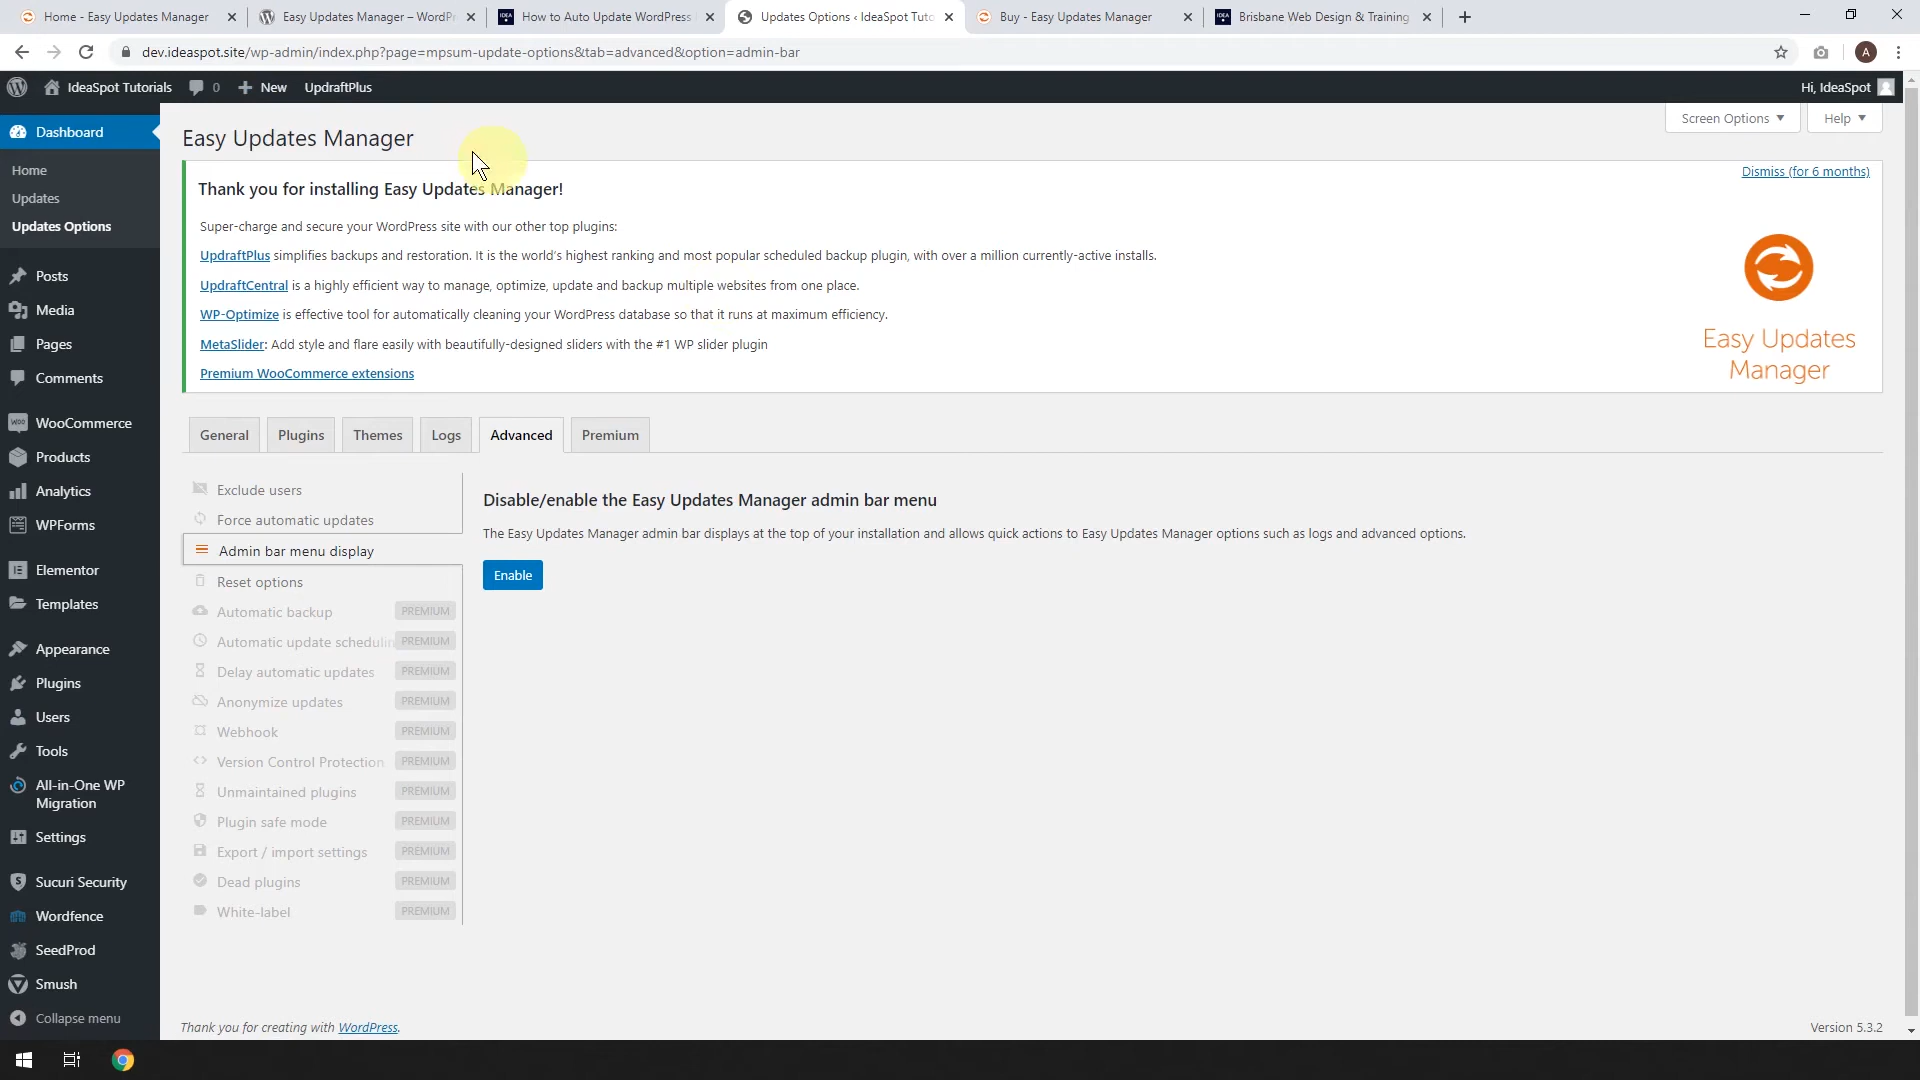 Home - Easy Updates Manager
Easy Updates Manager – WordPr
How to Auto Update WordPress
Updates Options ‹ IdeaSpot Tuto
Buy - Easy Updates Manager
Brisbane Web Design & Training
dev.ideaspot.site/wp-admin/index.php?page=mpsum-update-options&tab=advanced&option=admin-bar
A
IdeaSpot Tutorials
0
New
UpdraftPlus
Hi, IdeaSpot
Screen Options
Help
Dashboard
Home
Updates
Updates Options
Posts
Media
Pages
Comments
WooCommerce
Products
Analytics
WPForms
Elementor
Templates
Appearance
Plugins
Users
Tools
All-in-One WP
Migration
Settings
Sucuri Security
Wordfence
SeedProd
Smush
Collapse menu
Easy Updates Manager
Thank you for installing Easy Updates Manager!
Dismiss (for 6 months)
Super-charge and secure your WordPress site with our other top plugins:
UpdraftPlus simplifies backups and restoration. It is the world's highest ranking and most popular scheduled backup plugin, with over a million currently-active installs.
UpdraftCentral is a highly efficient way to manage, optimize, update and backup multiple websites from one place.
WP-Optimize is effective tool for automatically cleaning your WordPress database so that it runs at maximum efficiency.
MetaSlider: Add style and flare easily with beautifully-designed sliders with the #1 WP slider plugin
Premium WooCommerce extensions
Easy Updates
Manager
General
Plugins
Themes
Logs
Advanced
Premium
Exclude users
Force automatic updates
Admin bar menu display
Reset options
Automatic backup PREMIUM
Automatic update schedulin PREMIUM
Delay automatic updates PREMIUM
Anonymize updates PREMIUM
Webhook PREMIUM
Version Control Protection PREMIUM
Unmaintained plugins PREMIUM
Plugin safe mode PREMIUM
Export / import settings PREMIUM
Dead plugins PREMIUM
White-label PREMIUM
Disable/enable the Easy Updates Manager admin bar menu
The Easy Updates Manager admin bar displays at the top of your installation and allows quick actions to Easy Updates Manager options such as logs and advanced options.
Enable
Thank you for creating with WordPress.
Version 5.3.2